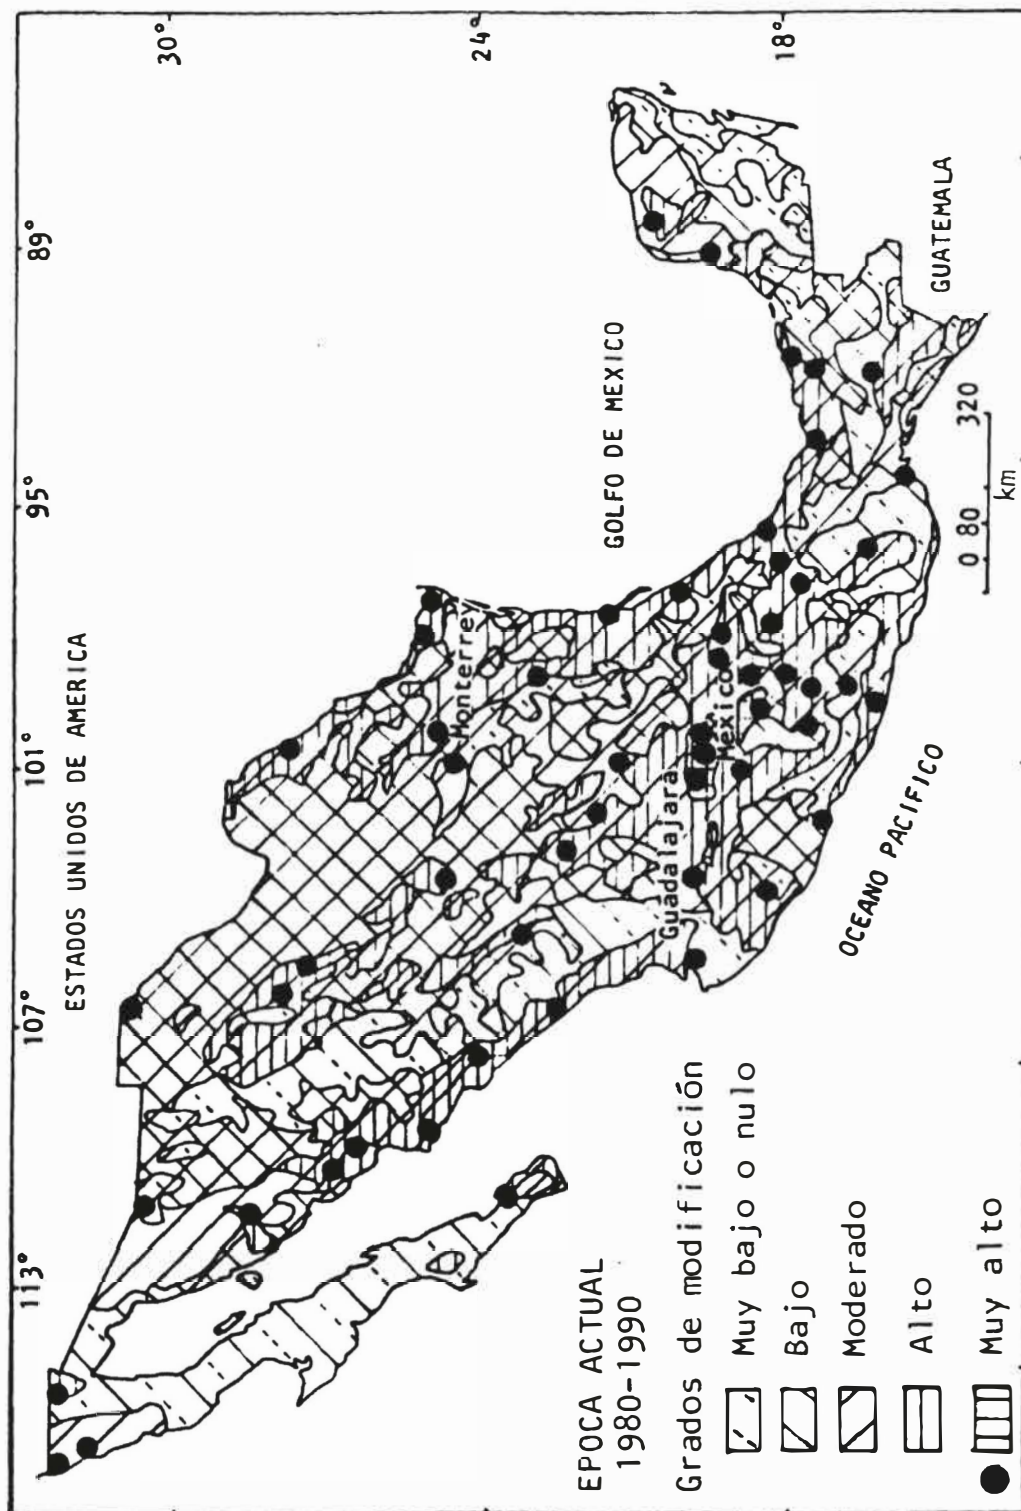 113°
107°
101°
95°
89°
30°
24°
18°
ESTADOS UNIDOS DE AMERICA
GOLFO DE MEXICO
GUATEMALA
OCEANO PACIFICO
Monterrey
Guadalajara
México
EPOCA ACTUAL
1980-1990
Grados de modificación
Muy bajo o nulo
Bajo
Moderado
Alto
Muy alto
0 80 320
km